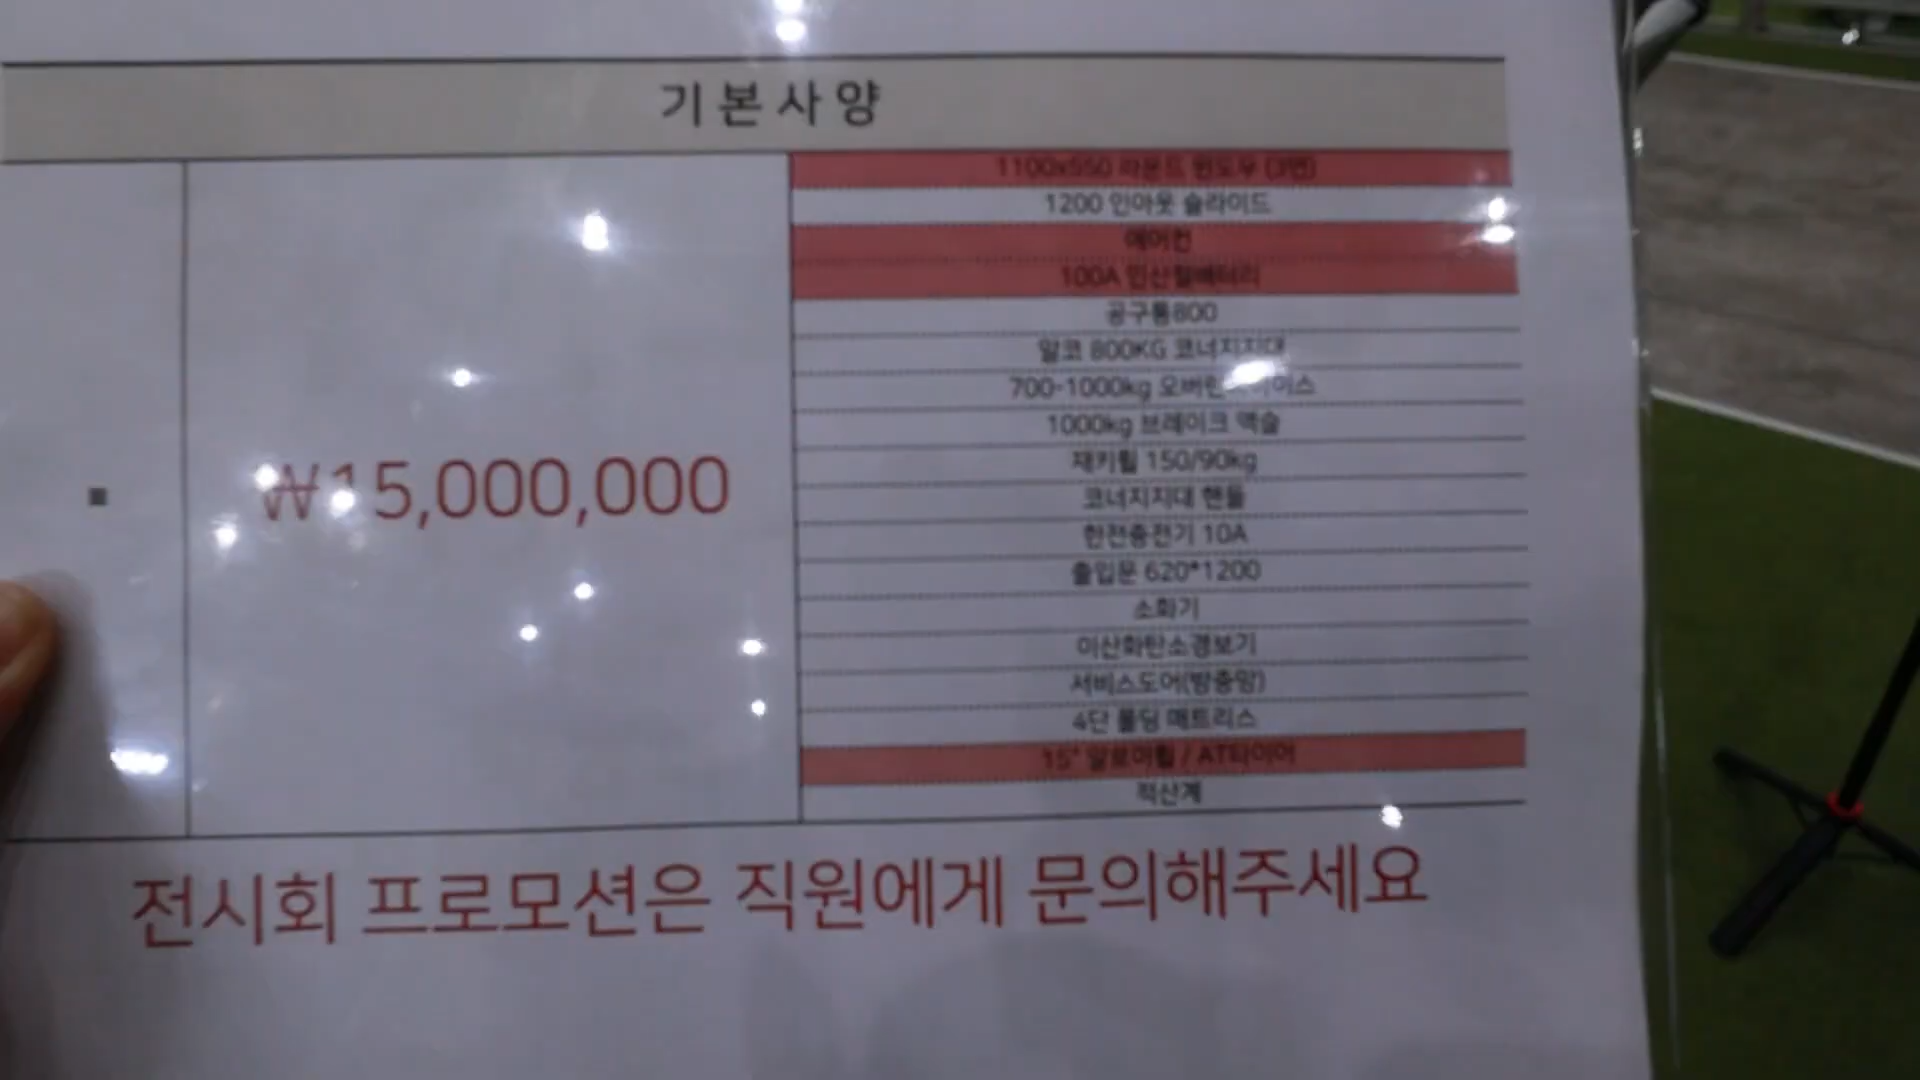 기본사양
1100x550 라운드 윈도우 (3면)
1200 인아웃 슬라이드
에어컨
100A 인산철배터리
공구통800
알코 800KG 코너지지대
700-1000kg 오버런
1000kg 브레이크 액슬
재키휠 150/90kg
₩15,000,000
코너지지대 핸들
한전충전기 10A
출입문 620*1200
소화기
이산화탄소경보기
서비스도어(방충망)
4단 폴딩 매트리스
15" 알로이휠 / AT타이어
적산계
전시회 프로모션은 직원에게 문의해주세요